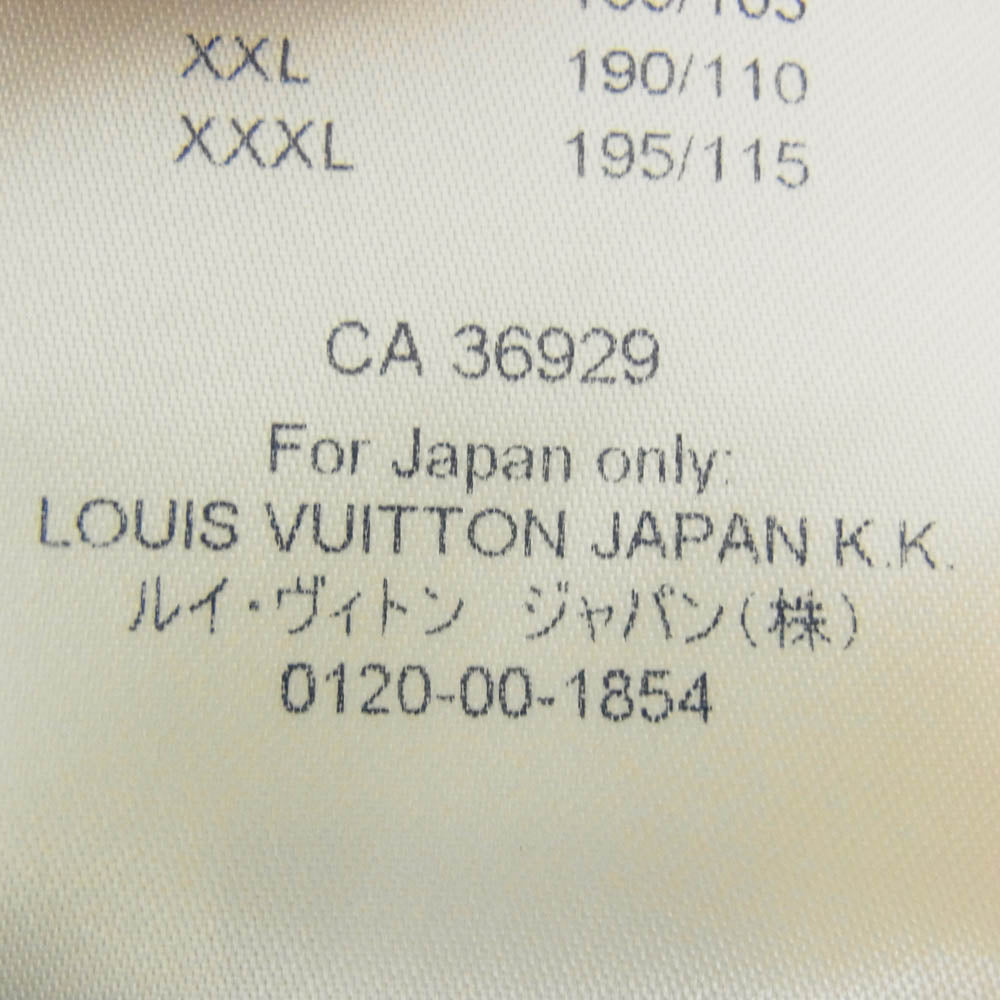 XXL 190/110
XXXL 195/115
CA 36929
For Japan only:
LOUIS VUITTON JAPAN K.K.
ルイ・ヴィトン　ジャパン(株)
0120-00-1854